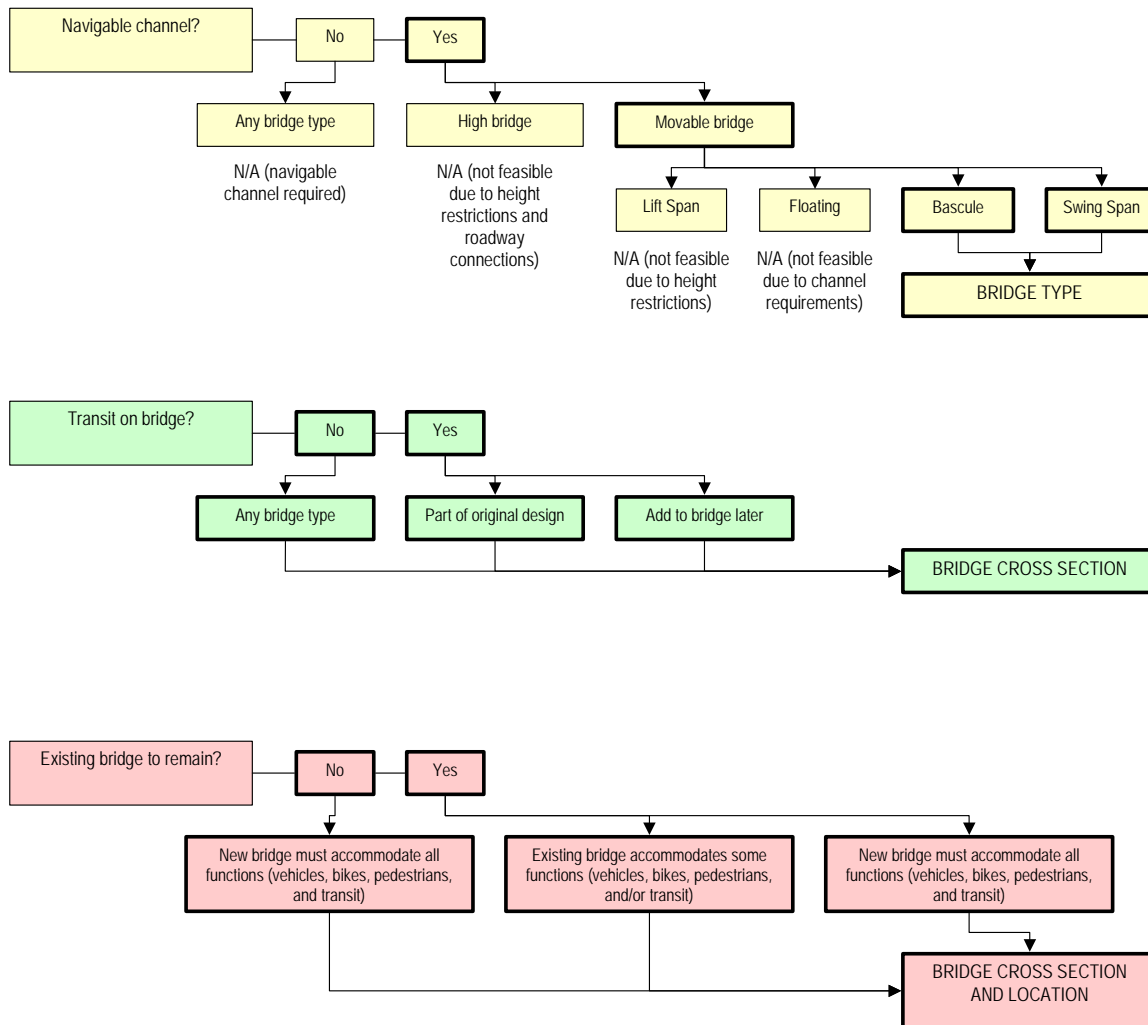 Navigable channel?
No
Yes
Any bridge type
High bridge
Movable bridge
N/A (navigable
channel required)
N/A (not feasible
due to height
restrictions and
roadway
connections)
Lift Span
Floating
Bascule
Swing Span
N/A (not feasible
due to height
restrictions)
N/A (not feasible
due to channel
requirements)
BRIDGE TYPE
Transit on bridge?
No
Yes
Any bridge type
Part of original design
Add to bridge later
BRIDGE CROSS SECTION
Existing bridge to remain?
No
Yes
New bridge must accommodate all
functions (vehicles, bikes, pedestrians,
and transit)
Existing bridge accommodates some
functions (vehicles, bikes, pedestrians,
and/or transit)
New bridge must accommodate all
functions (vehicles, bikes, pedestrians,
and transit)
BRIDGE CROSS SECTION
AND LOCATION